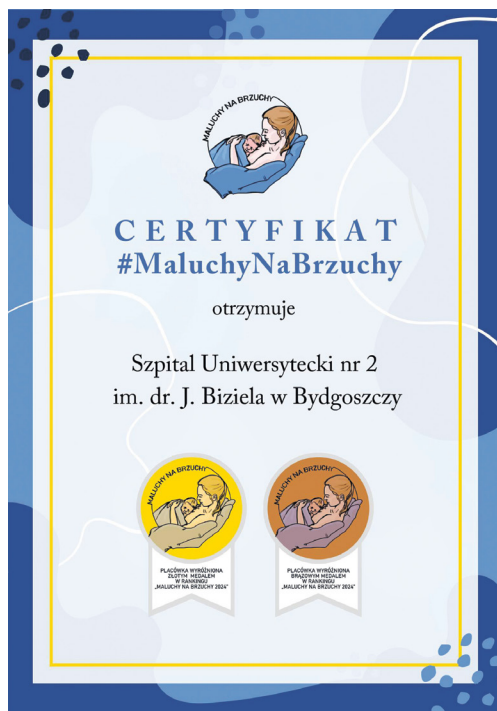 MALUCHY NA BRZUCHY
CERTYFIKAT
#MaluchyNaBrzuchy
otrzymuje
Szpital Uniwersytecki nr 2
im. dr. J. Biziela w Bydgoszczy
MALUCHY NA BRZUCHY
PLACÓWKA WYRÓŻNIONA
ZŁOTYM MEDALEM
W RANKINGU
„MALUCHY NA BRZUCHY 2024"
MALUCHY NA BRZUCHY
PLACÓWKA WYRÓŻNIONA
BRĄZOWYM MEDALEM
W RANKINGU
„MALUCHY NA BRZUCHY 2024"